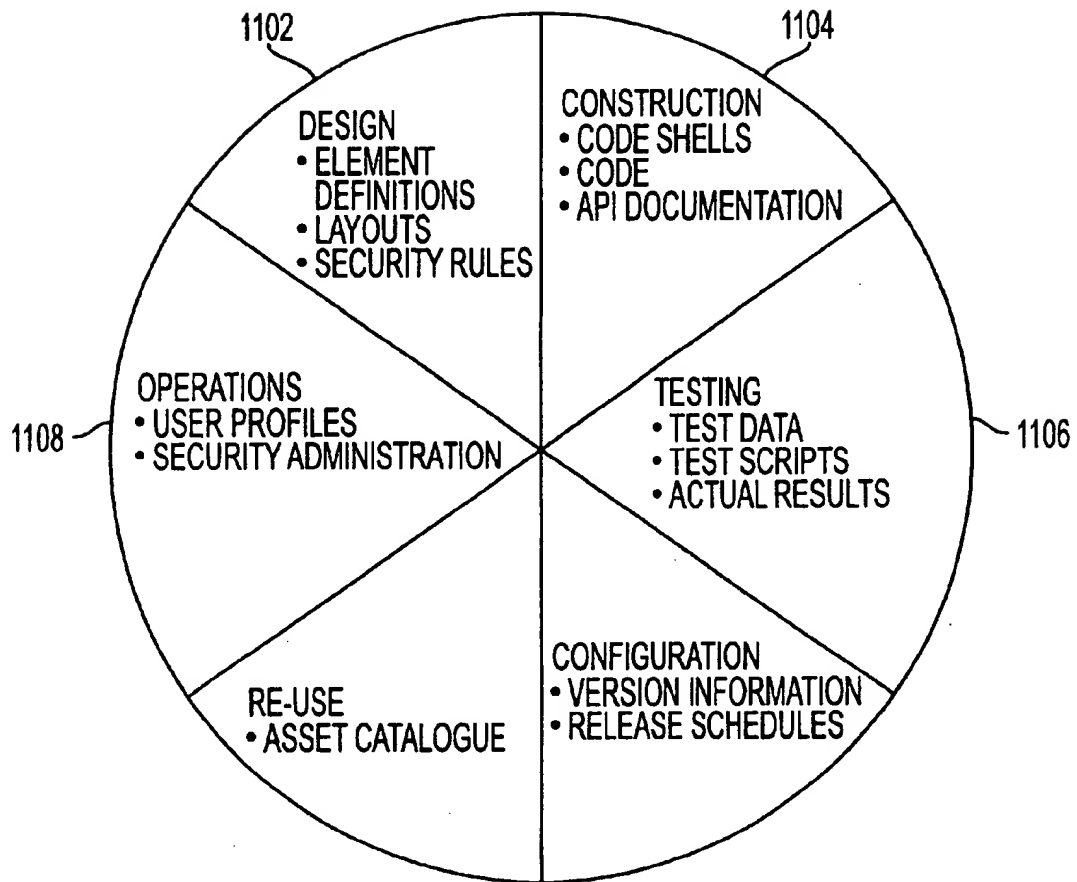 1102
1104
DESIGN
• ELEMENT
DEFINITIONS
• LAYOUTS
• SECURITY RULES
CONSTRUCTION
• CODE SHELLS
• CODE
• API DOCUMENTATION
OPERATIONS
• USER PROFILES
• SECURITY ADMINISTRATION
1108
TESTING
• TEST DATA
• TEST SCRIPTS
• ACTUAL RESULTS
1106
RE-USE
• ASSET CATALOGUE
CONFIGURATION
• VERSION INFORMATION
• RELEASE SCHEDULES